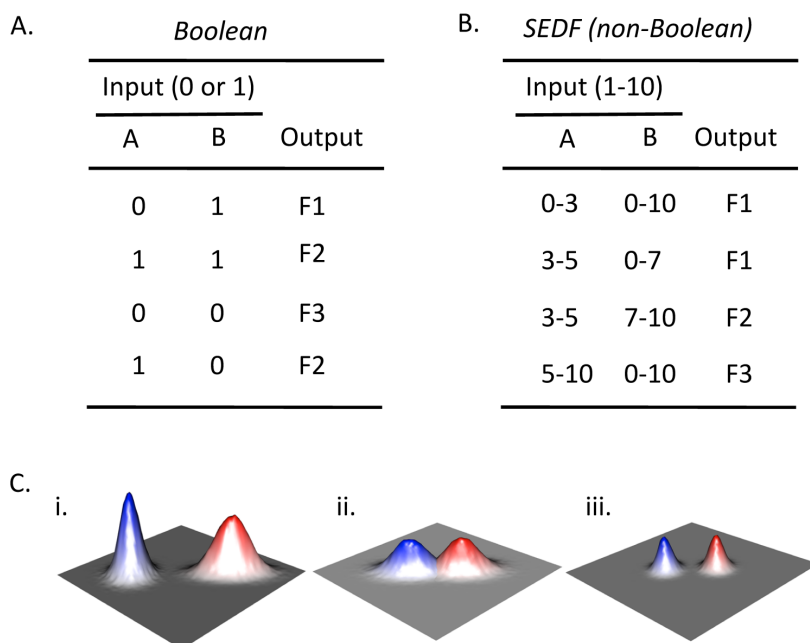 A.
Boolean
Input (0 or 1)
A B Output
0 1 F1
1 1 F2
0 0 F3
1 0 F2
B.
SEDF (non-Boolean)
Input (1-10)
A B Output
0-3 0-10 F1
3-5 0-7 F1
3-5 7-10 F2
5-10 0-10 F3
C.
i. ii. iii.